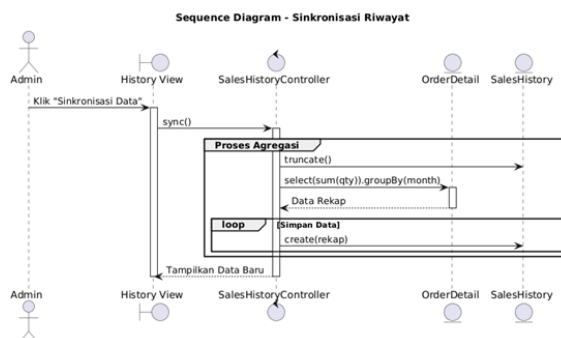 Sequence Diagram - Sinkronisasi Riwayat
Admin
History View
SalesHistoryController
OrderDetail
SalesHistory
Klik "Sinkronisasi Data"
sync()
Proses Agregasi
truncate()
select(sum(qty)).groupBy(month)
Data Rekap
loop [Simpan Data]
create(rekap)
Tampilkan Data Baru
Admin
History View
SalesHistoryController
OrderDetail
SalesHistory